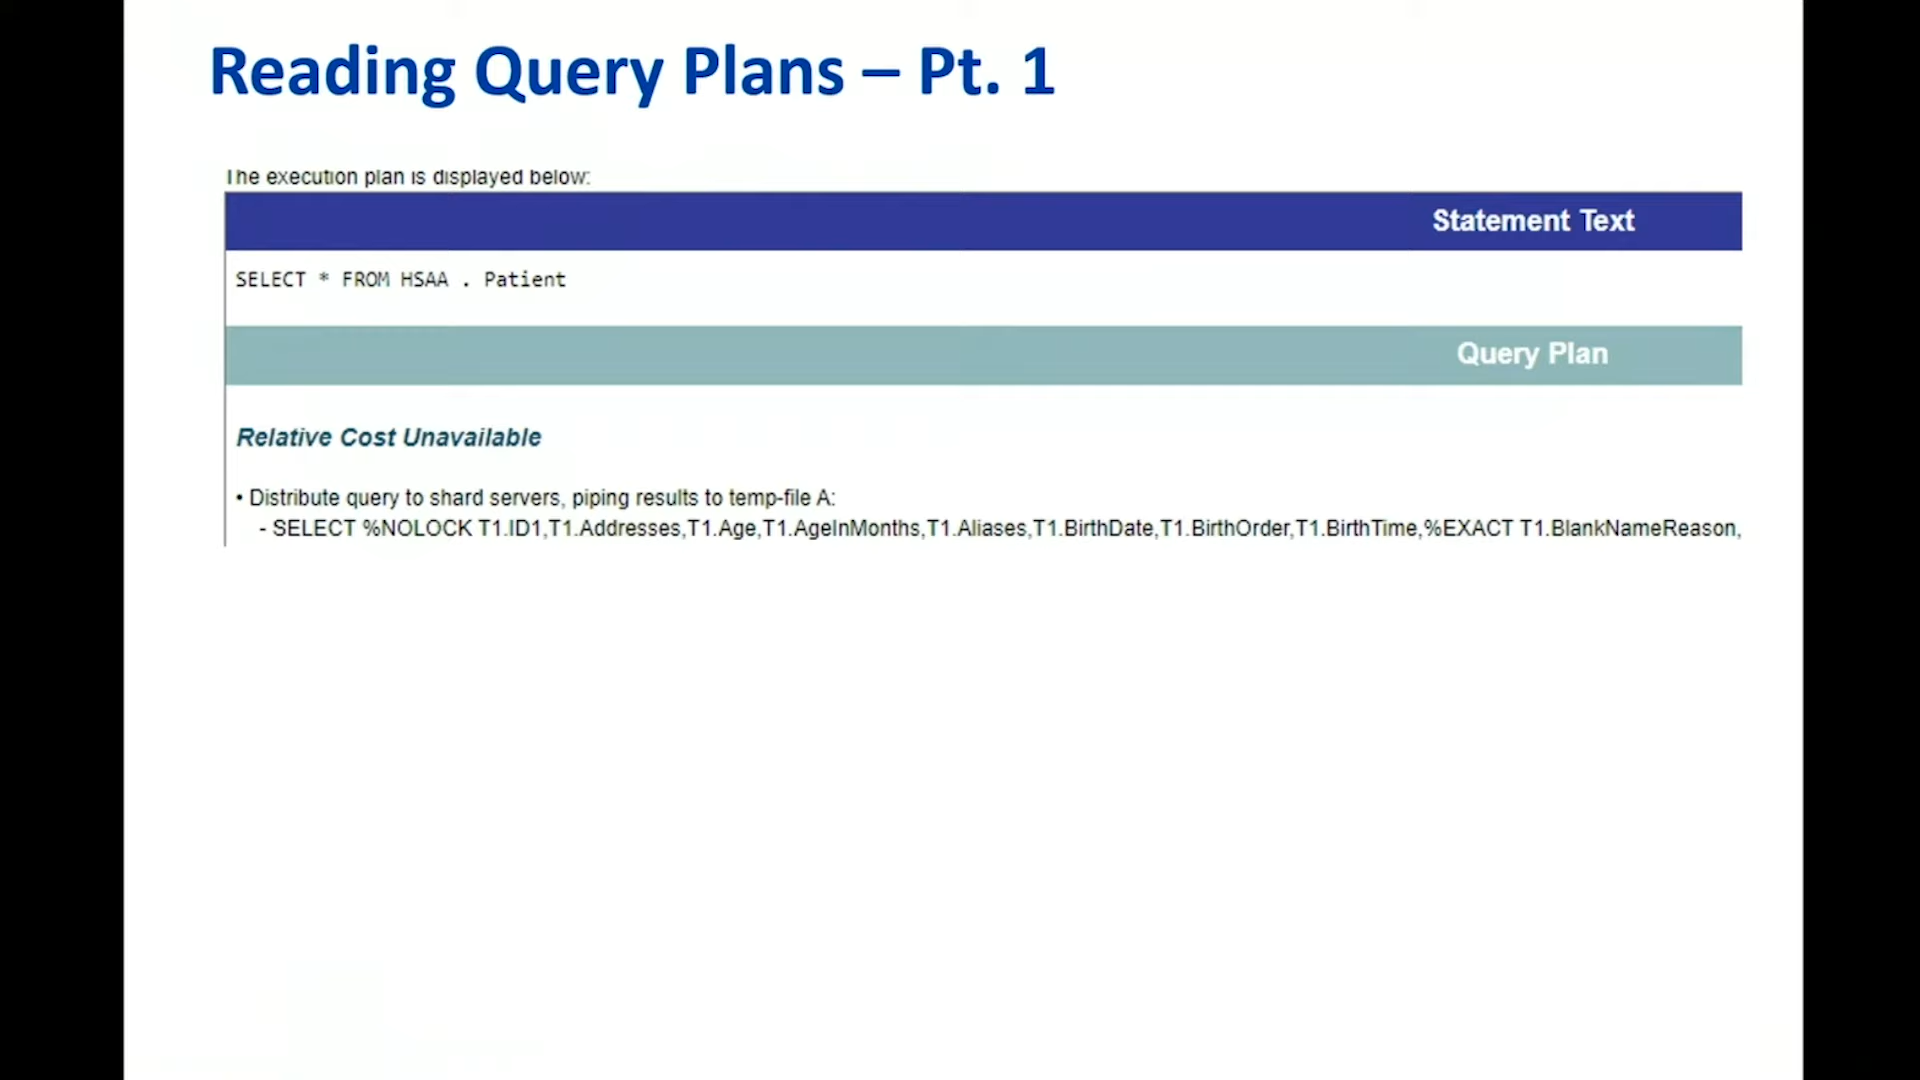 Reading Query Plans – Pt. 1
The execution plan is displayed below:
Statement Text
SELECT * FROM HSAA . Patient
Query Plan
Relative Cost Unavailable
• Distribute query to shard servers, piping results to temp-file A:
- SELECT %NOLOCK T1.ID1,T1.Addresses,T1.Age,T1.AgeInMonths,T1.Aliases,T1.BirthDate,T1.BirthOrder,T1.BirthTime,%EXACT T1.BlankNameReason,